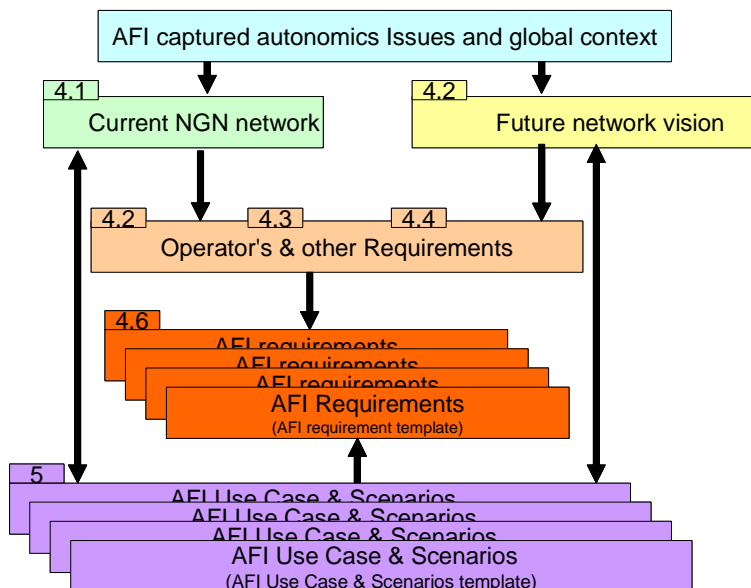 AFI captured autonomics Issues and global context
4.1
4.2
Current NGN network
Future network vision
4.2
4.3
4.4
Operator's & other Requirements
4.6
AFI requirements
AFI requirements
AFI requirements
AFI Requirements
(AFI requirement template)
5
AFI Use Case & Scenarios
AFI Use Case & Scenarios
AFI Use Case & Scenarios
AFI Use Case & Scenarios
(AFI Use Case & Scenarios template)